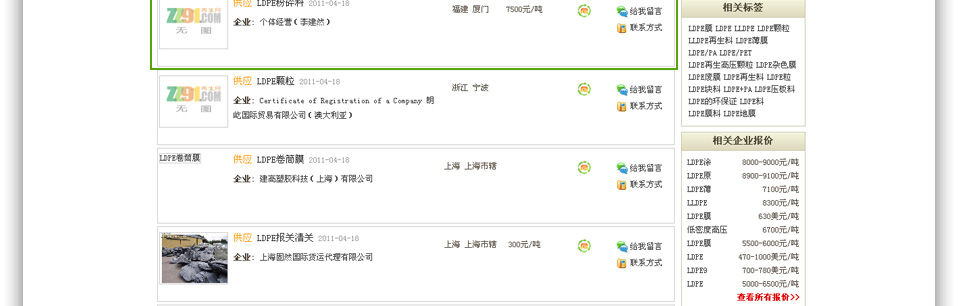 供应 LDPE粉碎料 2011-04-18
企业: 个体经营(李建然)
福建 厦门 7500元/吨
给我留言
联系方式
ZZ91.COM
无图
供应 LDPE颗粒 2011-04-18
企业: Certificate of Registration of a Company 朗
屹国际贸易有限公司(澳大利亚)
浙江 宁波
给我留言
联系方式
ZZ91.COM
无图
LDPE卷筒膜
供应 LDPE卷筒膜 2011-04-18
企业: 建高塑胶科技(上海)有限公司
上海 上海市辖
给我留言
联系方式
供应 LDPE报关清关 2011-04-18
企业: 上海固然国际货运代理有限公司
上海 上海市辖 300元/吨
给我留言
联系方式
相关标签
LDPE膜 LDPE LLDPE LDPE颗粒
LLDPE再生料 LDPE薄膜
LDPE/PA LDPE/PET
LDPE再生高压颗粒 LDPE杂色膜
LDPE废膜 LDPE再生料 LDPE粒
LDPE块料 LDPE+PA LDPE压板料
LDPE的环保证 LDPE料
LDPE膜料 LDPE地膜
相关企业报价
LDPE涂 8000-9000元/吨
LDPE原 8900-9100元/吨
LDPE薄 7100元/吨
LLDPE 8300元/吨
LDPE膜 630美元/吨
低密度高压 6700元/吨
LDPE膜 5500-6000元/吨
LDPE 470-1000美元/吨
LDPE9 700-780美元/吨
LDPE 5000-6500元/吨
查看所有报价>>